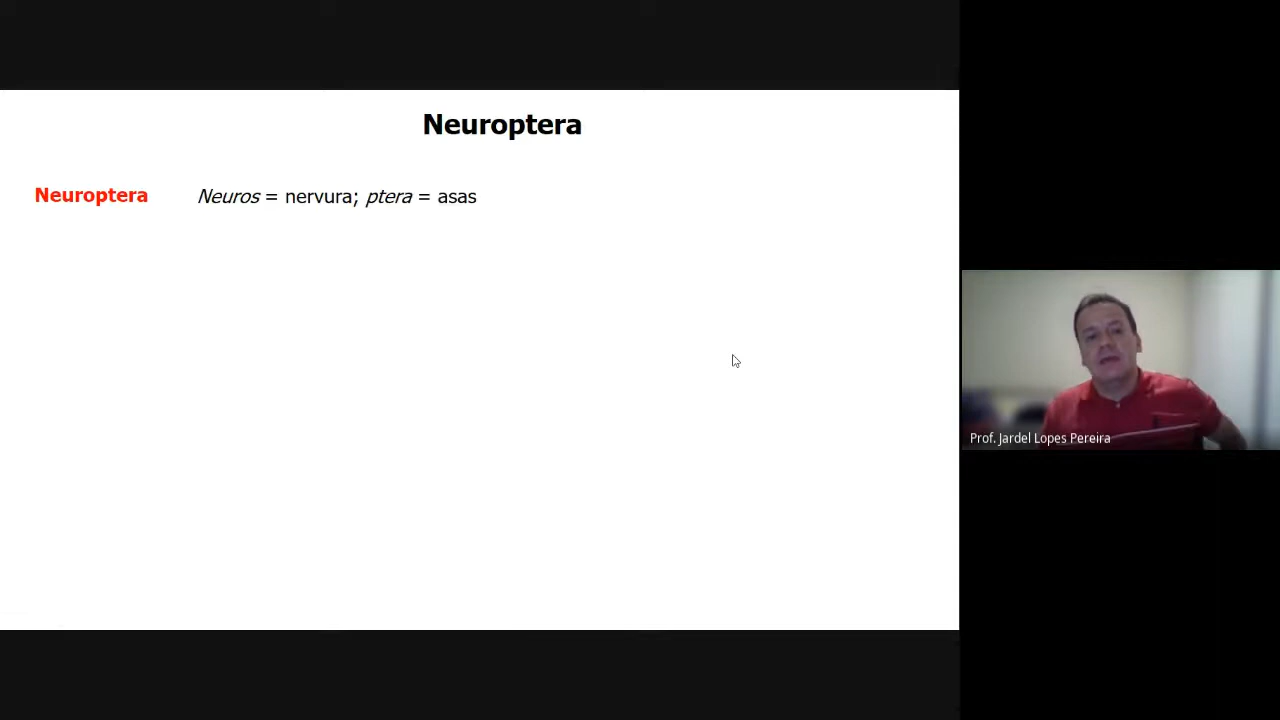 Neuroptera
Neuroptera Neuros = nervura; ptera = asas
Prof. Jardel Lopes Pereira